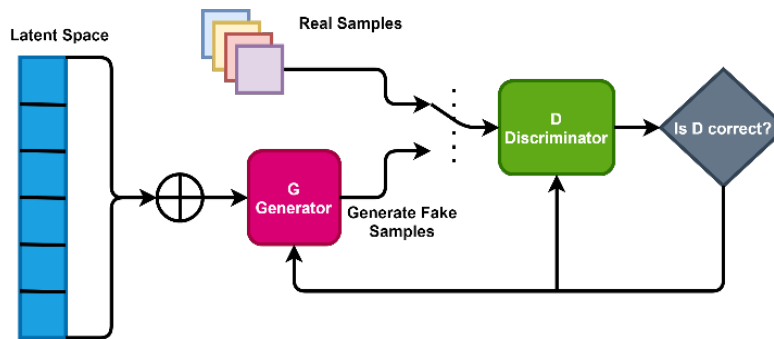 Real Samples
Latent Space
D
Discriminator
Is D correct?
G
Generator
Generate Fake
Samples